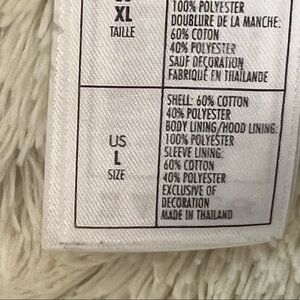 XL
TAILLE
100% POLYESTER
DOUBLURE DE LA MANCHE:
60% COTON
40% POLYESTER
SAUF DECORATION
FABRIQUÉ EN THAÏLANDE
US
L
SIZE
SHELL: 60% COTTON
40% POLYESTER
BODY LINING/HOOD LINING:
100% POLYESTER
SLEEVE LINING:
60% COTTON
40% POLYESTER
EXCLUSIVE OF
DECORATION
MADE IN THAILAND